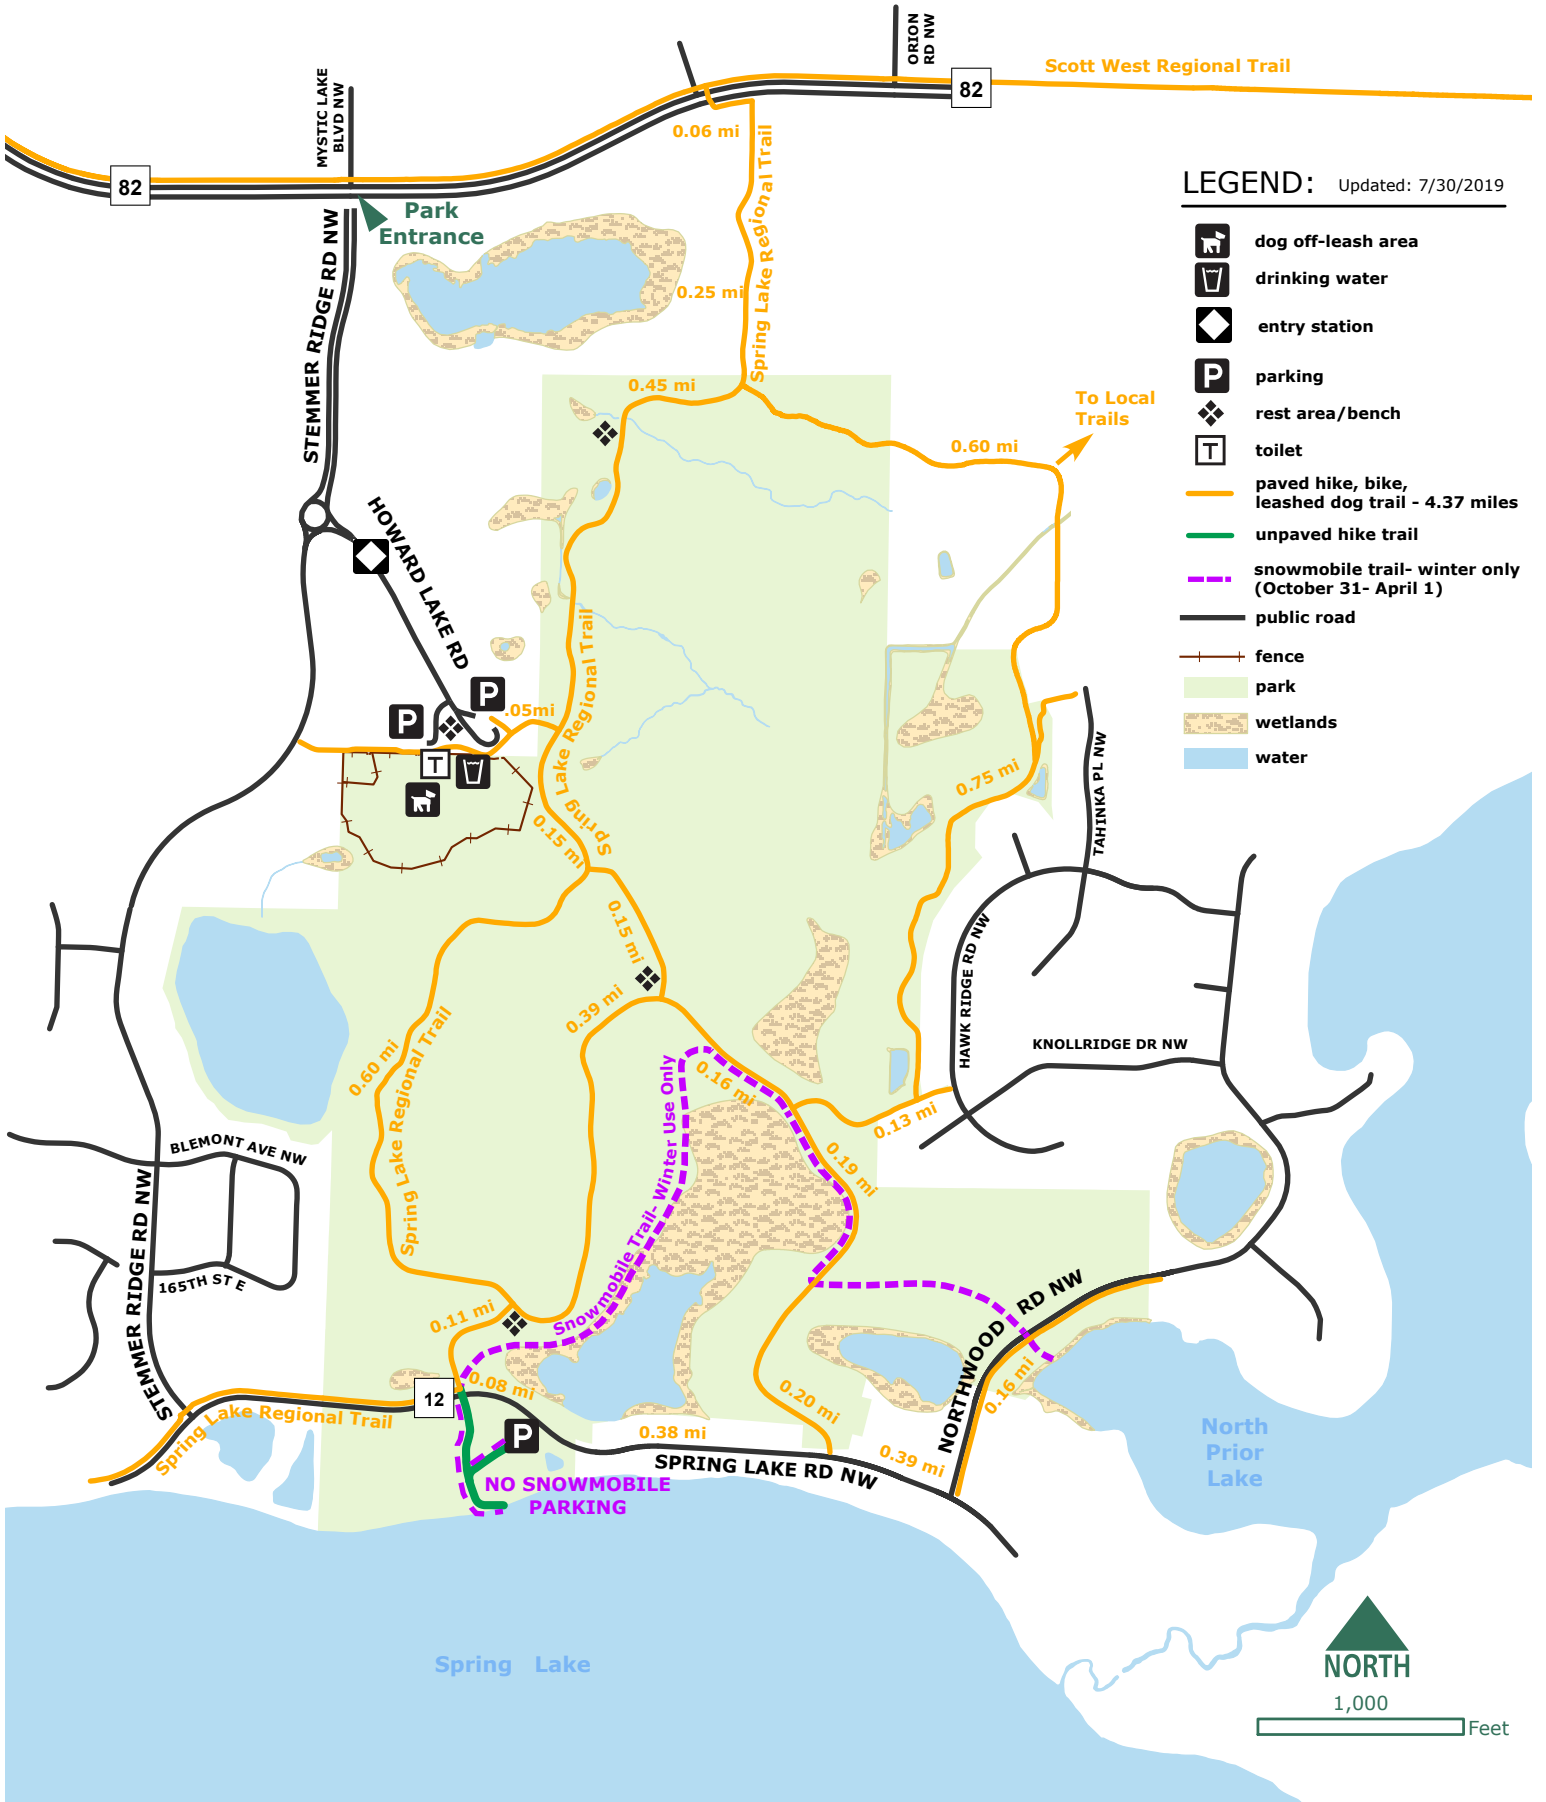 ORION
RD NW
Scott West Regional Trail
82
MYSTIC LAKE
BLVD NW
0.06 mi
82
Park
Entrance
Spring Lake Regional Trail
0.25 mi
STEMMER RIDGE RD NW
LEGEND:
Updated: 7/30/2019
dog off-leash area
drinking water
entry station
P
parking
rest area/bench
T
toilet
paved hike, bike,
leashed dog trail - 4.37 miles
unpaved hike trail
snowmobile trail- winter only
(October 31- April 1)
public road
fence
park
wetlands
water
0.45 mi
To Local
Trails
0.60 mi
HOWARD LAKE RD
P
.05mi
P
T
Spring Lake Regional Trail
0.15 mi
0.75 mi
TAHINKA PL NW
0.15 mi
0.39 mi
HAWK RIDGE RD NW
KNOLLRIDGE DR NW
0.60 mi
Spring Lake Regional Trail
Snowmobile Trail- Winter Use Only
0.16 mi
0.13 mi
0.19 mi
BLEMONT AVE NW
165TH ST E
STEMMER RIDGE RD NW
0.11 mi
NORTHWOOD RD NW
0.16 mi
12
0.08 mi
P
Spring Lake Regional Trail
0.20 mi
0.38 mi
0.39 mi
SPRING LAKE RD NW
NO SNOWMOBILE
PARKING
North
Prior
Lake
Spring Lake
NORTH
1,000
Feet